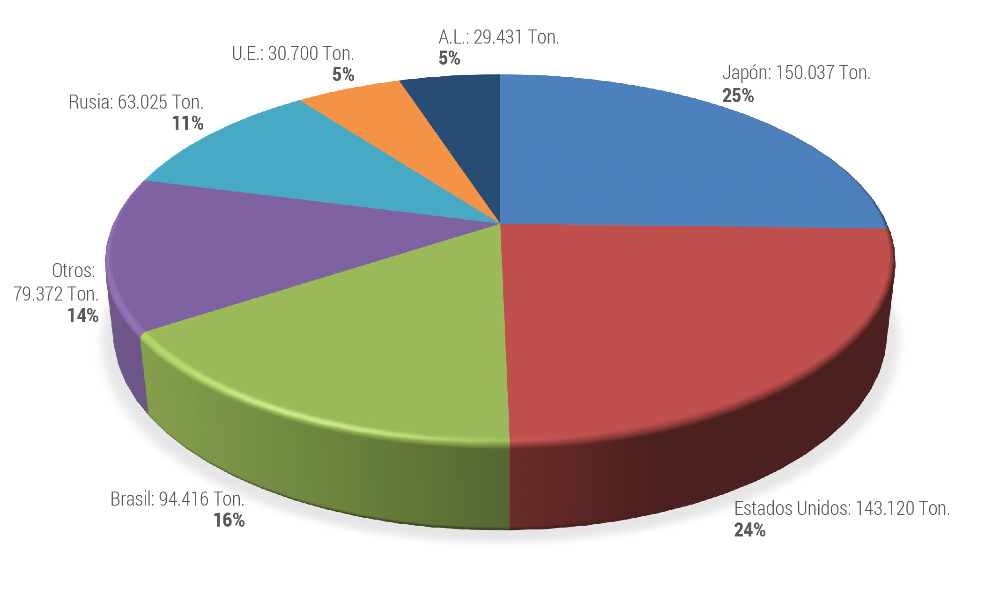 A.L.: 29.431 Ton.
5%
U.E.: 30.700 Ton.
5%
Japón: 150.037 Ton.
25%
Rusia: 63.025 Ton.
11%
Otros:
79.372 Ton.
14%
Brasil: 94.416 Ton.
16%
Estados Unidos: 143.120 Ton.
24%